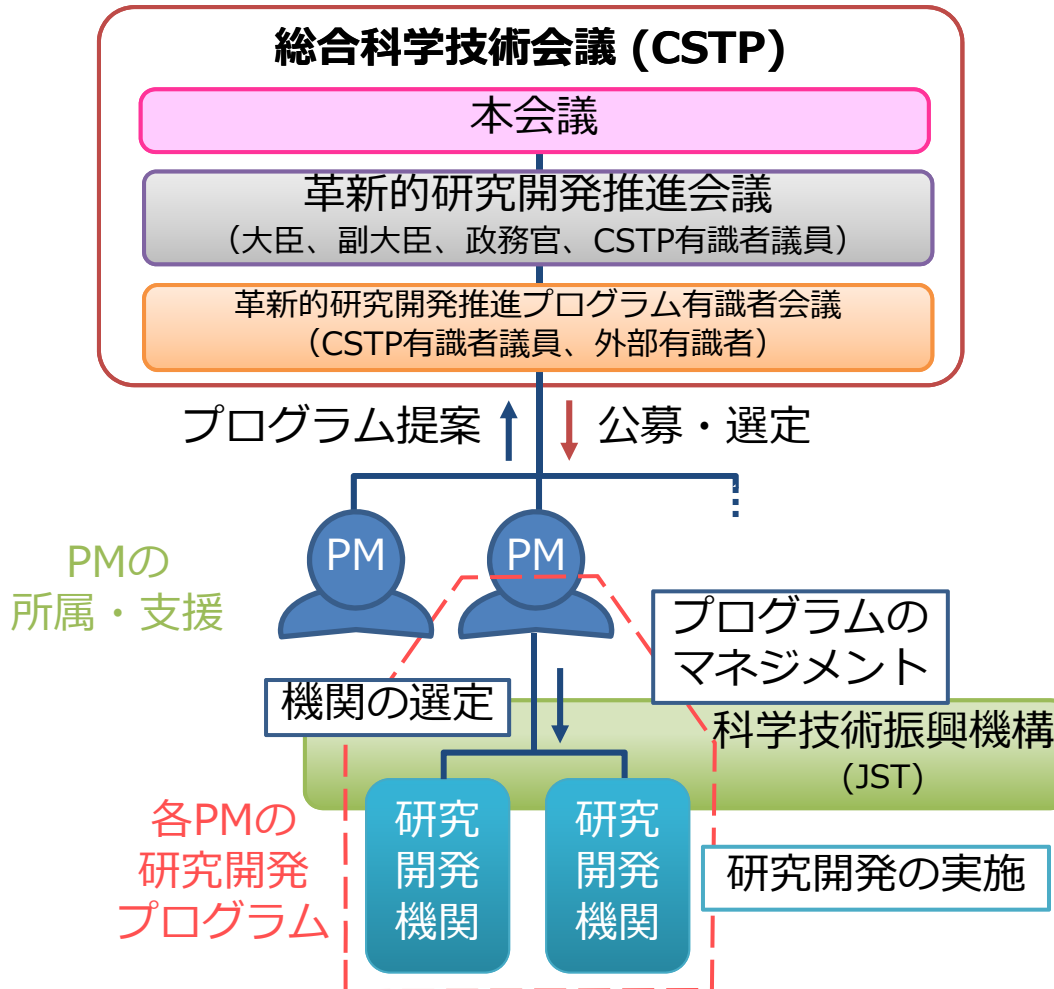 総合科学技術会議 (CSTP)
本会議
革新的研究開発推進会議
（大臣、副大臣、政務官、CSTP有識者議員）
革新的研究開発推進プログラム有識者会議
（CSTP有識者議員、外部有識者）
プログラム提案
公募・選定
PM
PM
PMの
所属・支援
プログラムの
マネジメント
機関の選定
科学技術振興機構
(JST)
各PMの
研究開発
プログラム
研究
開発
機関
研究
開発
機関
研究開発の実施